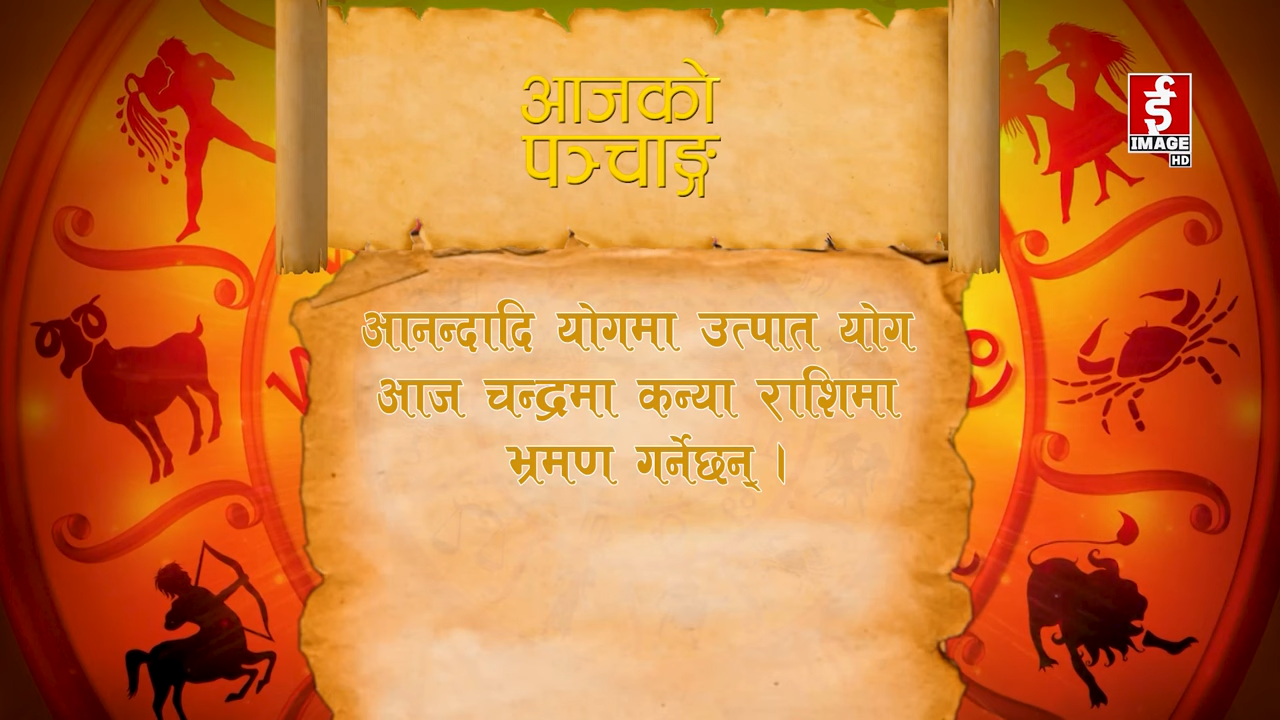 आजको
पञ्चाङ्ग
ई
IMAGE
HD
आनन्दादि योगमा उत्पात योग
आज चन्द्रमा कन्या राशिमा
भ्रमण गर्नेछन् ।